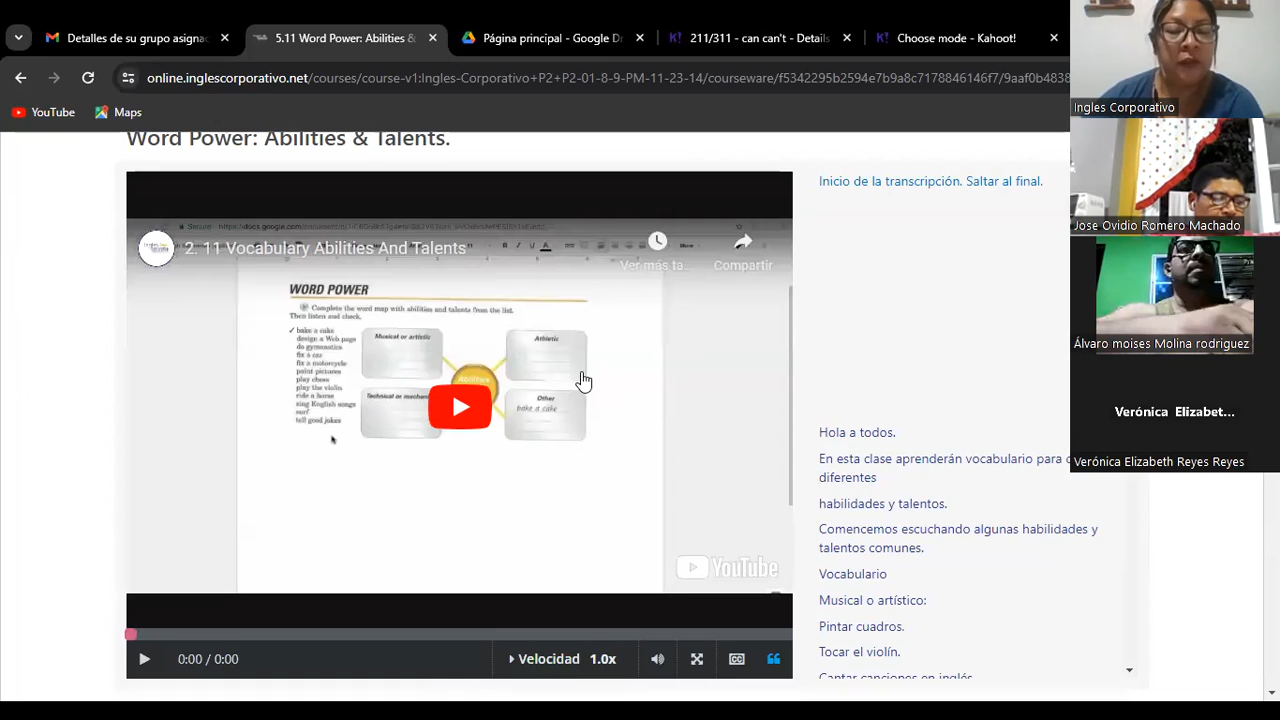 Detalles de su grupo asigna
5.11 Word Power: Abilities &
Página principal - Google D
211/311 - can can't - Details
Choose mode - Kahoot!
online.inglescorporativo.net/courses/course-v1:Ingles-Corporativo+P2+P2-01-8-9-PM-11-23-14/courseware/f5342295b2594e7b9a8c7178846146f7/9aaf0b4838
YouTube
Maps
Word Power: Abilities & Talents.
2. 11 Vocabulary Abilities And Talents
Ver más ta...
Compartir
WORD POWER
Complete the word map with abilities and talents from the list.
Then listen and check.
✓ bake a cake
design a Web page
do gymnastics
fix a car
fix a motorcycle
paint pictures
play chess
play the violin
ride a horse
sing English songs
surf
tell good jokes
Musical or artistic
Athletic
Technical or mechan
Other
bake a cake
YouTube
0:00 / 0:00
Velocidad 1.0x
Inicio de la transcripción. Saltar al final.
Hola a todos.
En esta clase aprenderán vocabulario para
diferentes
habilidades y talentos.
Comencemos escuchando algunas habilidades y
talentos comunes.
Vocabulario
Musical o artístico:
Pintar cuadros.
Tocar el violín.
Cantar canciones en inglés
Ingles Corporativo
Jose Ovidio Romero Machado
Álvaro moises Molina rodriguez
Verónica Elizabet...
Verónica Elizabeth Reyes Reyes